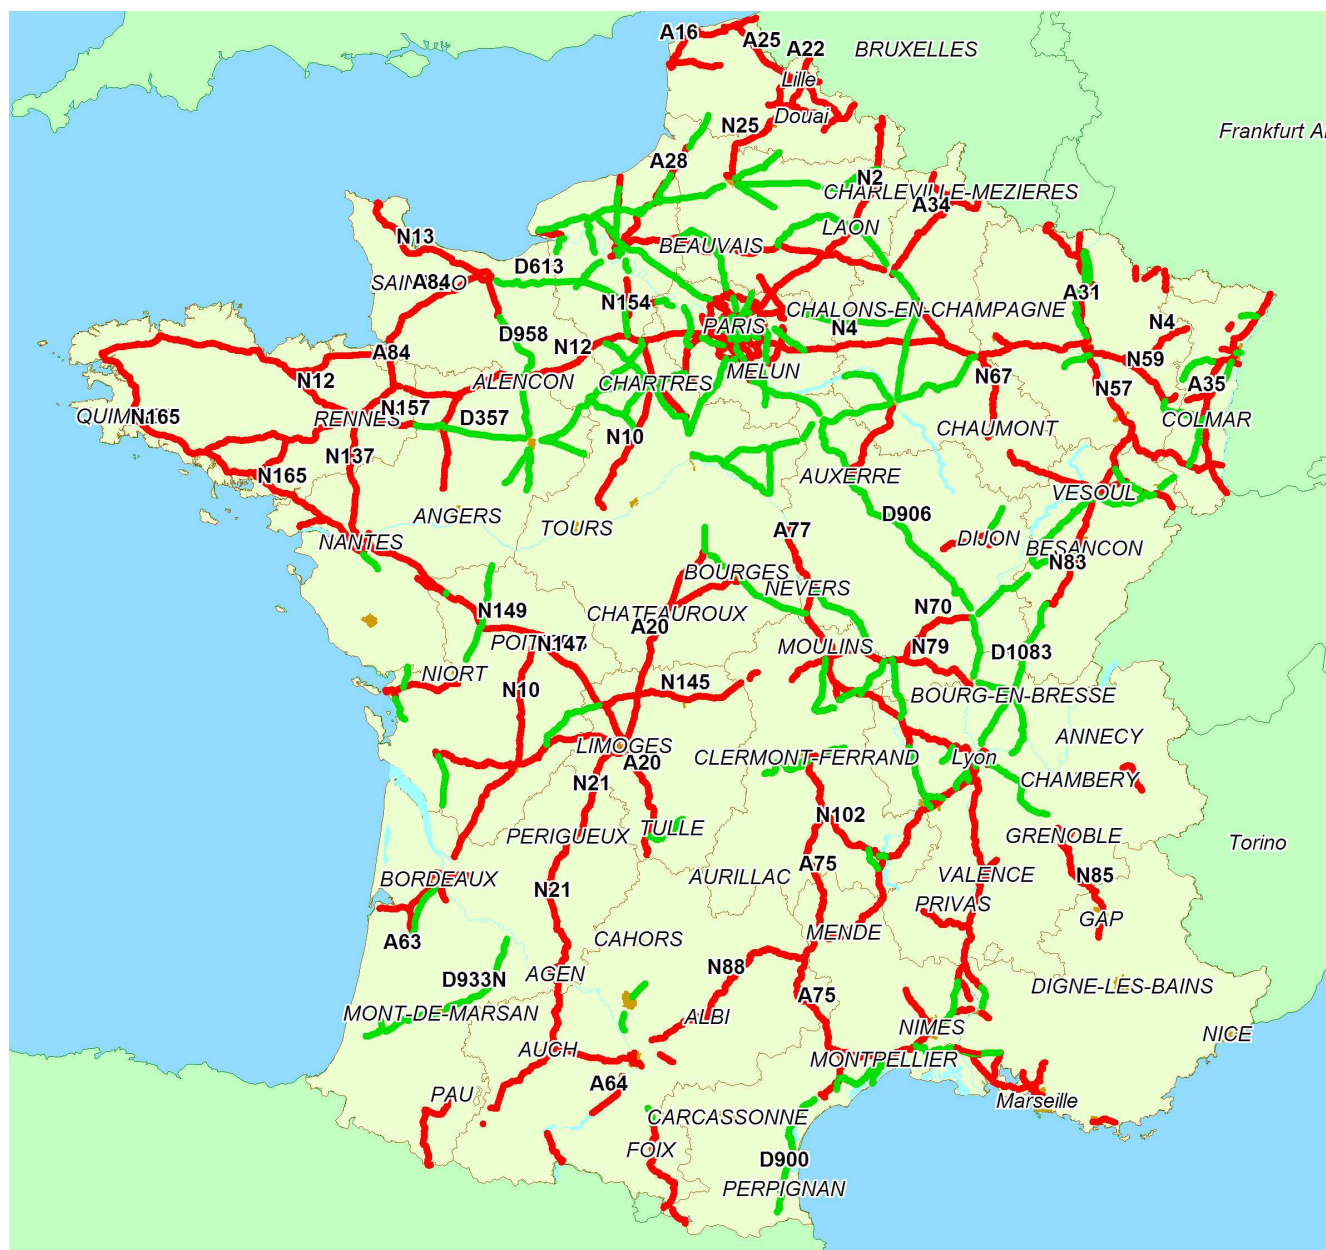 A16
A25
A22
BRUXELLES
Lille
Douai
N25
Frankfurt A
A28
N2
CHARLEVILLE-MEZIERES
A34
LAON
N13
BEAUVAIS
D613
A84
A31
N154
CHALONS-EN-CHAMPAGNE
PARIS
N4
N4
D958
N12
A84
N59
MELUN
N12
ALENCON
CHARTRES
N67
N57
A35
QUIM
N165
RENNES
N157
D357
N10
CHAUMONT
COLMAR
N137
N165
AUXERRE
VESOUL
ANGERS
TOURS
D906
NANTES
A77
DIJON
BESANCON
N83
BOURGES
NEVERS
N149
CHATEAUROUX
N70
A20
POIT
N147
MOULINS
N79
D1083
NIORT
N10
N145
BOURG-EN-BRESSE
ANNECY
LIMOGES
A20
CLERMONT-FERRAND
Lyon
N21
CHAMBERY
N102
PERIGUEUX
TULLE
GRENOBLE
Torino
A75
BORDEAUX
AURILLAC
VALENCE
N85
N21
PRIVAS
GAP
A63
CAHORS
MENDE
D933N
AGEN
N88
A75
DIGNE-LES-BAINS
MONT-DE-MARSAN
ALBI
NIMES
NICE
AUCH
MONTPELLIER
A64
PAU
CARCASSONNE
Marseille
FOIX
D900
PERPIGNAN